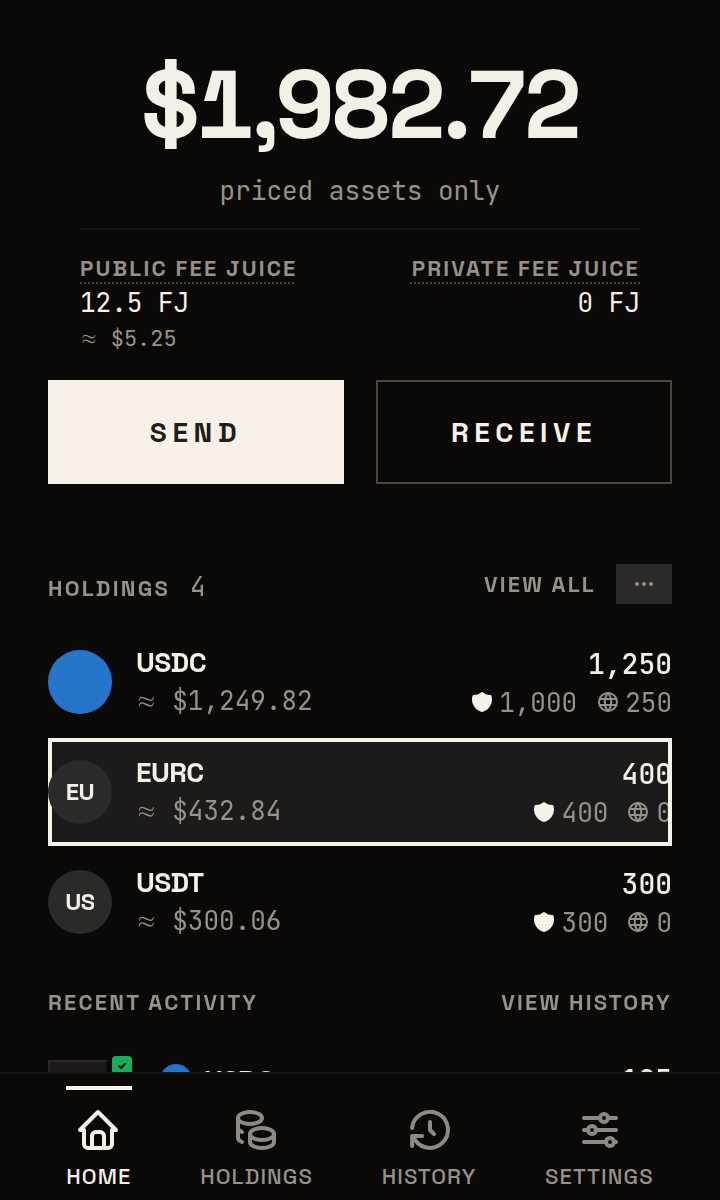 $1,982.72
priced assets only
PUBLIC FEE JUICE PRIVATE FEE JUICE
12.5 FJ 0 FJ
≈ $5.25
SEND RECEIVE
HOLDINGS 4 VIEW ALL ···
USDC 1,250
≈ $1,249.82 1,000 250
EU EURC 400
≈ $432.84 400 0
US USDT 300
≈ $300.06 300 0
RECENT ACTIVITY VIEW HISTORY
HOME HOLDINGS HISTORY SETTINGS